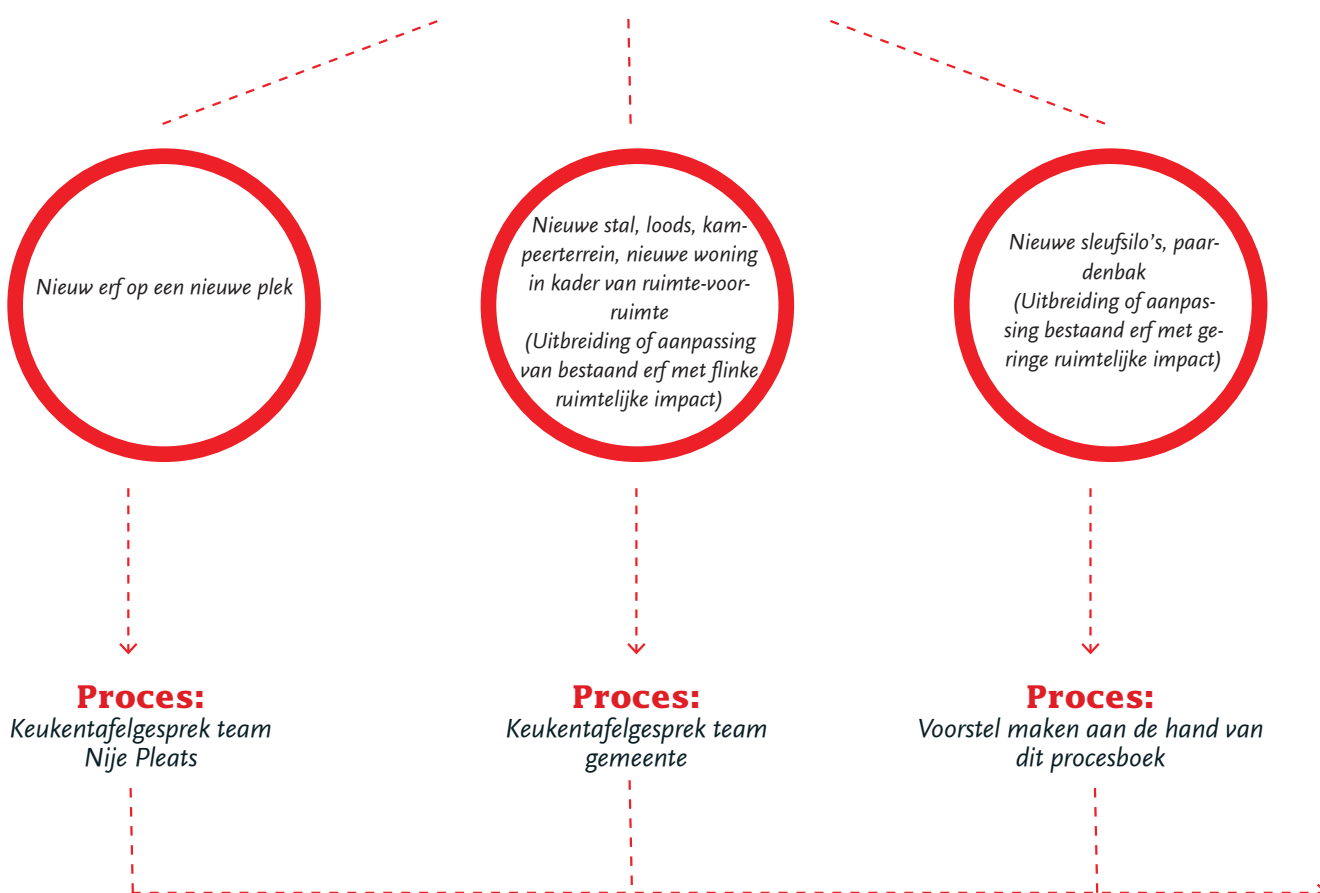 Nieuw erf op een nieuwe plek
Nieuwe stal, loods, kam-
peerterrein, nieuwe woning
in kader van ruimte-voor-
ruimte
(Uitbreiding of aanpassing
van bestaand erf met flinke
ruimtelijke impact)
Nieuwe sleufsilo's, paar-
denbak
(Uitbreiding of aanpas-
sing bestaand erf met ge-
ringe ruimtelijke impact)
Proces:
Keukentafelgesprek team
Nije Pleats
Proces:
Keukentafelgesprek team
gemeente
Proces:
Voorstel maken aan de hand van
dit procesboek